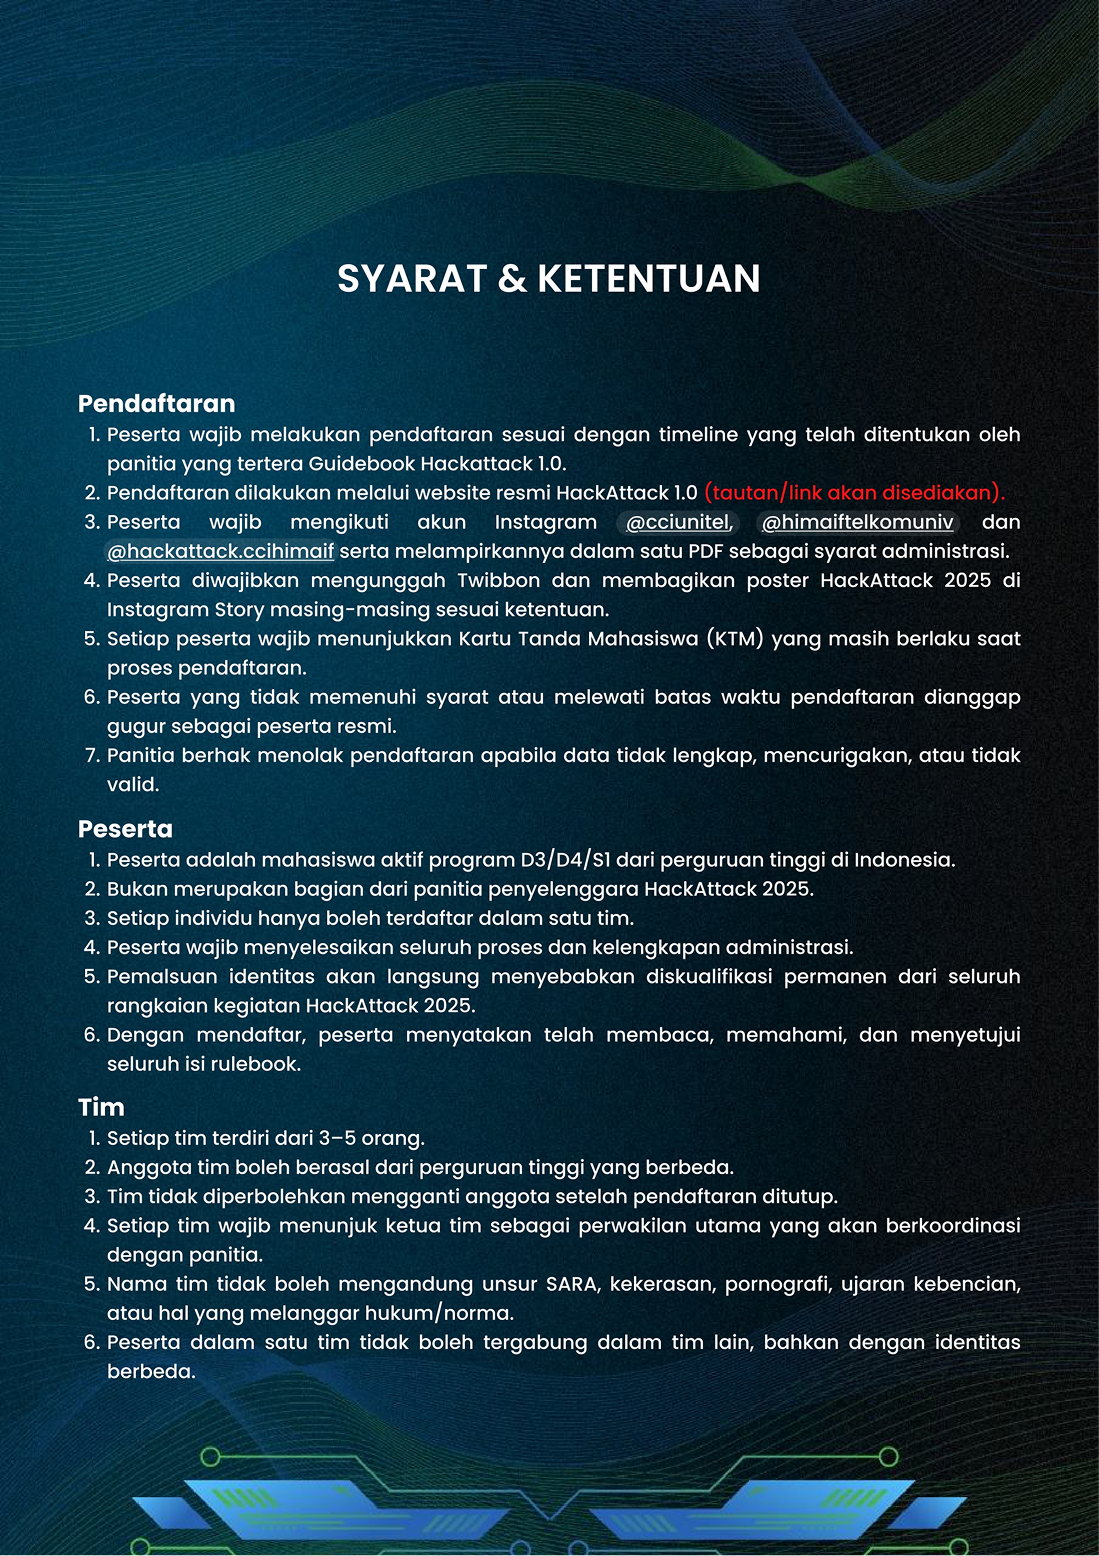 SYARAT & KETENTUAN
Pendaftaran
1. Peserta wajib melakukan pendaftaran sesuai dengan timeline yang telah ditentukan oleh
panitia yang tertera Guidebook Hackattack 1.0.
2. Pendaftaran dilakukan melalui website resmi HackAttack 1.0 (tautan/link akan disediakan).
3. Peserta wajib mengikuti akun Instagram @cciunitel, @himaiftelkomuniv dan
@hackattack.ccihimaif serta melampirkannya dalam satu PDF sebagai syarat administrasi.
4. Peserta diwajibkan mengunggah Twibbon dan membagikan poster HackAttack 2025 di
Instagram Story masing-masing sesuai ketentuan.
5. Setiap peserta wajib menunjukkan Kartu Tanda Mahasiswa (KTM) yang masih berlaku saat
proses pendaftaran.
6. Peserta yang tidak memenuhi syarat atau melewati batas waktu pendaftaran dianggap
gugur sebagai peserta resmi.
7. Panitia berhak menolak pendaftaran apabila data tidak lengkap, mencurigakan, atau tidak
valid.
Peserta
1. Peserta adalah mahasiswa aktif program D3/D4/S1 dari perguruan tinggi di Indonesia.
2. Bukan merupakan bagian dari panitia penyelenggara HackAttack 2025.
3. Setiap individu hanya boleh terdaftar dalam satu tim.
4. Peserta wajib menyelesaikan seluruh proses dan kelengkapan administrasi.
5. Pemalsuan identitas akan langsung menyebabkan diskualifikasi permanen dari seluruh
rangkaian kegiatan HackAttack 2025.
6. Dengan mendaftar, peserta menyatakan telah membaca, memahami, dan menyetujui
seluruh isi rulebook.
Tim
1. Setiap tim terdiri dari 3–5 orang.
2. Anggota tim boleh berasal dari perguruan tinggi yang berbeda.
3. Tim tidak diperbolehkan mengganti anggota setelah pendaftaran ditutup.
4. Setiap tim wajib menunjuk ketua tim sebagai perwakilan utama yang akan berkoordinasi
dengan panitia.
5. Nama tim tidak boleh mengandung unsur SARA, kekerasan, pornografi, ujaran kebencian,
atau hal yang melanggar hukum/norma.
6. Peserta dalam satu tim tidak boleh tergabung dalam tim lain, bahkan dengan identitas
berbeda.